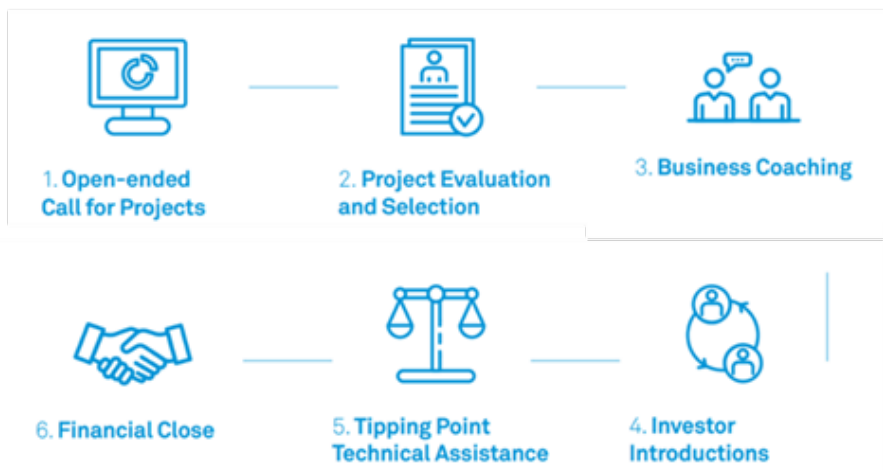 1. Open-ended
Call for Projects
2. Project Evaluation
and Selection
3. Business Coaching
4. Investor
Introductions
5. Tipping Point
Technical Assistance
6. Financial Close